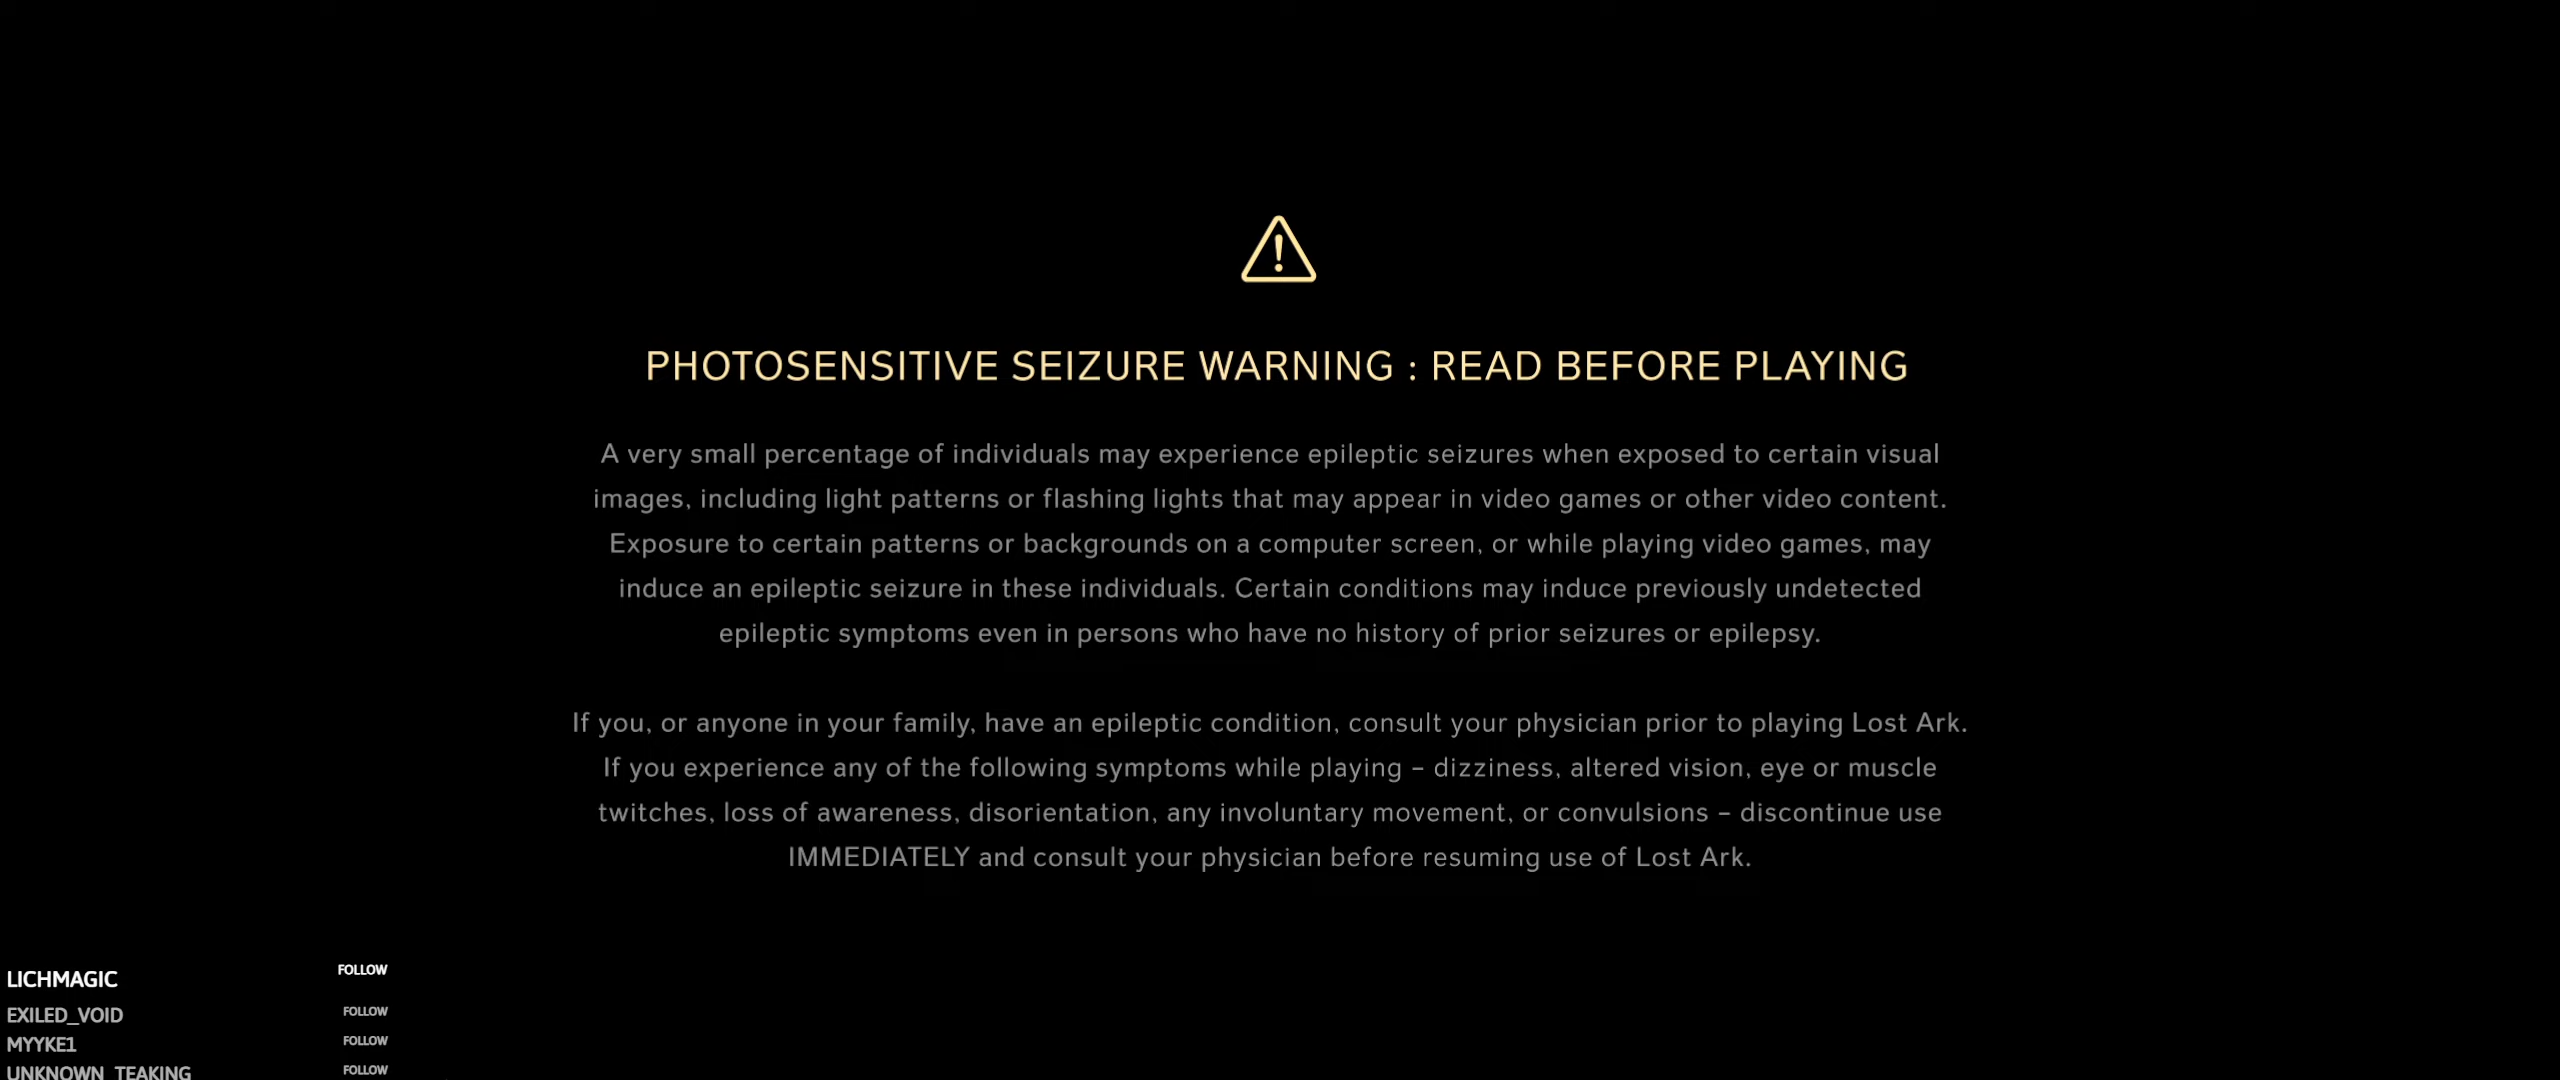 PHOTOSENSITIVE SEIZURE WARNING : READ BEFORE PLAYING
A very small percentage of individuals may experience epileptic seizures when exposed to certain visual
images, including light patterns or flashing lights that may appear in video games or other video content.
Exposure to certain patterns or backgrounds on a computer screen, or while playing video games, may
induce an epileptic seizure in these individuals. Certain conditions may induce previously undetected
epileptic symptoms even in persons who have no history of prior seizures or epilepsy.
If you, or anyone in your family, have an epileptic condition, consult your physician prior to playing Lost Ark.
If you experience any of the following symptoms while playing – dizziness, altered vision, eye or muscle
twitches, loss of awareness, disorientation, any involuntary movement, or convulsions – discontinue use
IMMEDIATELY and consult your physician before resuming use of Lost Ark.
LICHMAGIC FOLLOW
EXILED_VOID FOLLOW
MYYKE1 FOLLOW
UNKNOWN_TEAKING FOLLOW